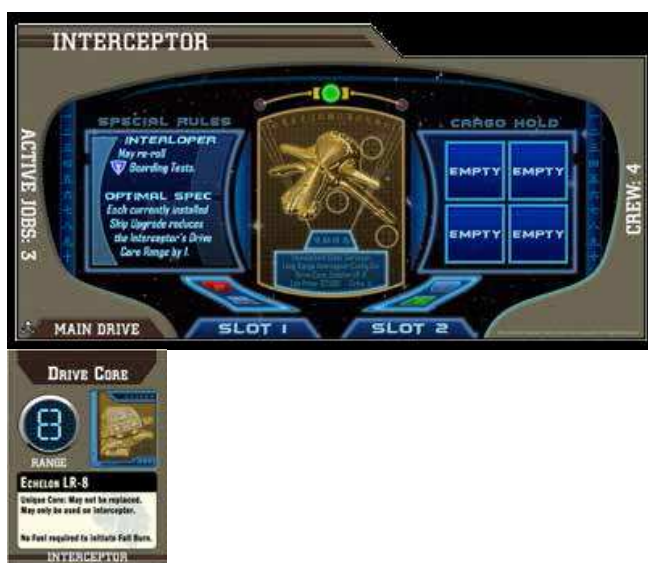 INTERCEPTOR
ACTIVE JOBS: 3
SPECIAL RULES
INTERLOPER
May re-roll
Boarding Tests.
OPTIMAL SPEC
Each currently installed
Ship Upgrade reduces
the Interceptor's Drive
Core Range by 1.
CARGO HOLD
EMPTY EMPTY
EMPTY EMPTY
CREW: 4
MAIN DRIVE
SLOT 1
SLOT 2
DRIVE CORE
8
RANGE
ECHELON LR-8
Unique Core: May not be replaced.
May only be used on Interceptor.
No Fuel required to initiate Full Burn.
INTERCEPTOR